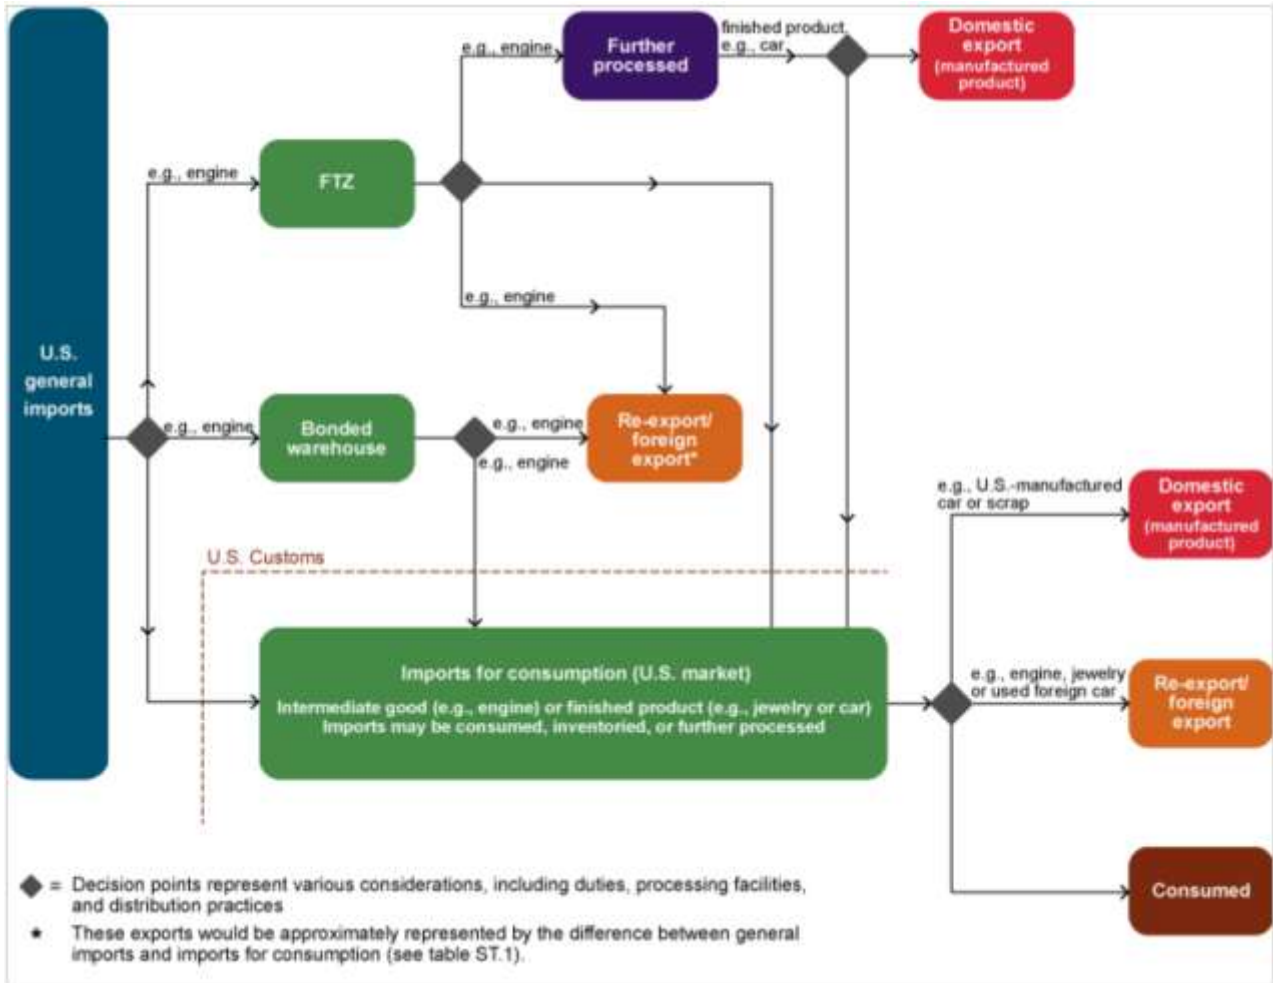 finished product,
e.g., car
e.g., engine
Further
processed
Domestic
export
(manufactured
product)
e.g., engine
FTZ
e.g., engine
U.S.
general
imports
e.g., engine
Bonded
warehouse
e.g., engine
e.g., engine
Re-export/
foreign
export*
e.g., U.S.-manufactured
car or scrap
Domestic
export
(manufactured
product)
U.S. Customs
Imports for consumption (U.S. market)
Intermediate good (e.g., engine) or finished product (e.g., jewelry or car)
Imports may be consumed, inventoried, or further processed
e.g., engine, jewelry
or used foreign car
Re-export/
foreign
export
Consumed
= Decision points represent various considerations, including duties, processing facilities,
and distribution practices
* These exports would be approximately represented by the difference between general
imports and imports for consumption (see table ST.1).